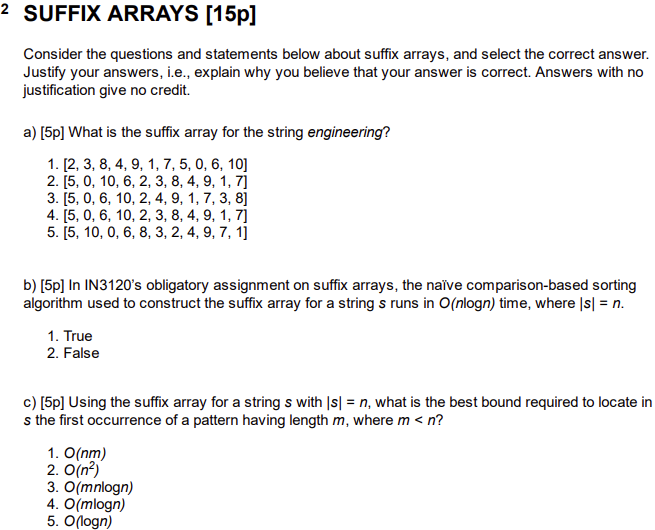 2 SUFFIX ARRAYS [15p]
Consider the questions and statements below about suffix arrays, and select the correct answer.
Justify your answers, i.e., explain why you believe that your answer is correct. Answers with no
justification give no credit.
a) [5p] What is the suffix array for the string engineering?
1. [2, 3, 8, 4, 9, 1, 7, 5, 0, 6, 10]
2. [5, 0, 10, 6, 2, 3, 8, 4, 9, 1, 7]
3. [5, 0, 6, 10, 2, 4, 9, 1, 7, 3, 8]
4. [5, 0, 6, 10, 2, 3, 8, 4, 9, 1, 7]
5. [5, 10, 0, 6, 8, 3, 2, 4, 9, 7, 1]
b) [5p] In IN3120's obligatory assignment on suffix arrays, the naïve comparison-based sorting
algorithm used to construct the suffix array for a string s runs in O(nlogn) time, where |s| = n.
1. True
2. False
c) [5p] Using the suffix array for a string s with |s| = n, what is the best bound required to locate in
s the first occurrence of a pattern having length m, where m < n?
1. O(nm)
2. O(n²)
3. O(mnlogn)
4. O(mlogn)
5. O(logn)